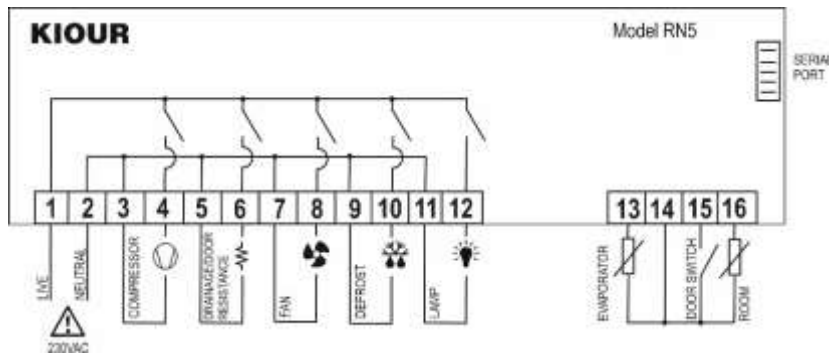 KIOUR
Model RN5
SERIAL
PORT
1 2 3 4 5 6 7 8 9 10 11 12
13 14 15 16
LIVE
NEUTRAL
COMPRESSOR
DRAINAGE/DOOR
RESISTANCE
FAN
DEFROST
LAMP
EVAPORATOR
DOOR SWITCH
ROOM
230VAC